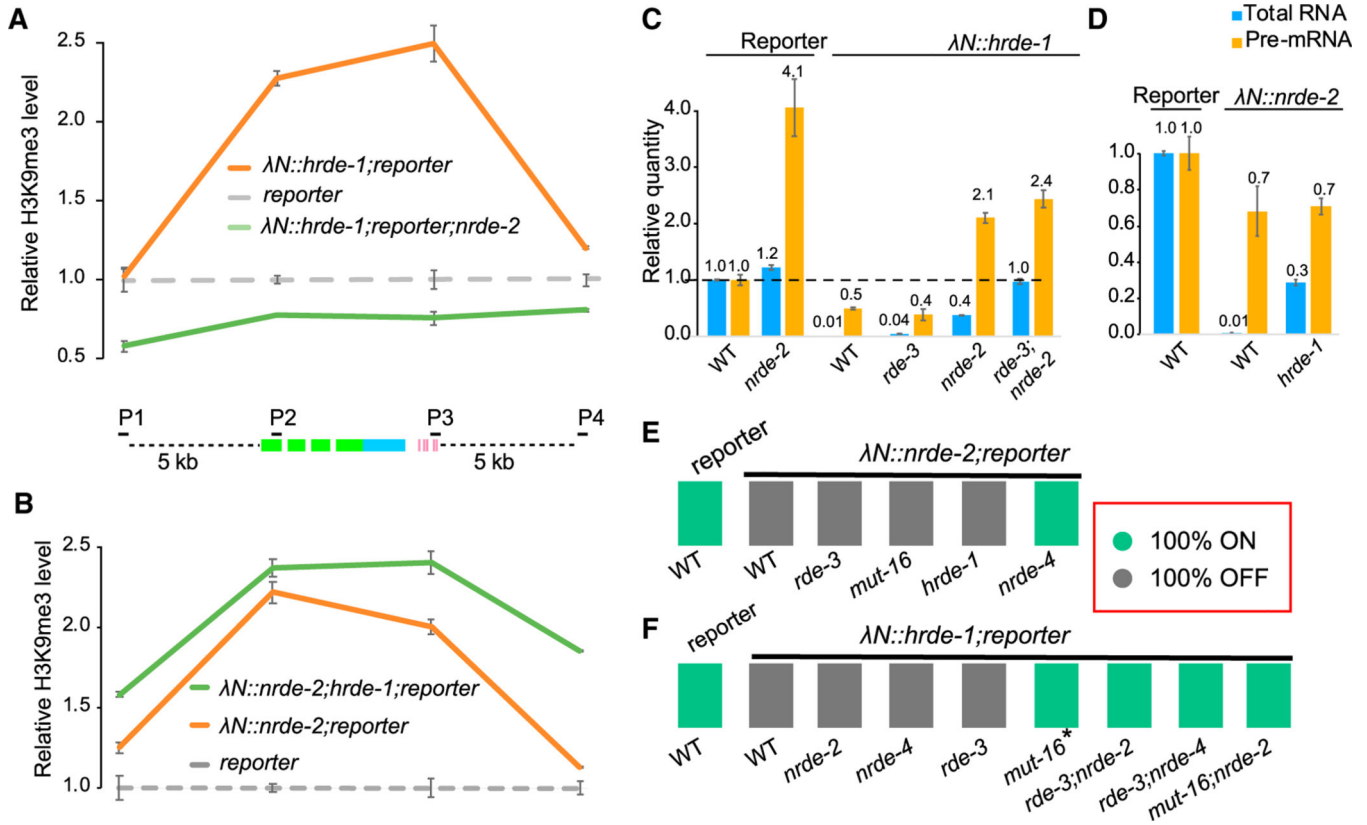 A
Relative H3K9me3 level
2.5
2.0
1.5
1.0
0.5
λN::hrde-1;reporter
reporter
λN::hrde-1;reporter;nrde-2
P1
P2
P3
P4
5 kb
5 kb
B
Relative H3K9me3 level
2.5
2.0
1.5
1.0
λN::nrde-2;hrde-1;reporter
λN::nrde-2;reporter
reporter
C
Reporter
λN::hrde-1
Relative quantity
4.0
3.0
2.0
1.0
0.0
1.0
1.0
1.2
4.1
0.01
0.5
0.04
0.4
0.4
2.1
1.0
2.4
WT
nrde-2
WT
rde-3
nrde-2
rde-3;
nrde-2
D
Total RNA
Pre-mRNA
Reporter
λN::nrde-2
1.0
0.8
0.6
0.4
0.2
0.0
1.0
1.0
0.01
0.7
0.3
0.7
WT
WT
hrde-1
E
reporter
λN::nrde-2;reporter
WT
WT
rde-3
mut-16
hrde-1
nrde-4
100% ON
100% OFF
F
reporter
λN::hrde-1;reporter
WT
WT
nrde-2
nrde-4
rde-3
mut-16*
rde-3;nrde-2
rde-3;nrde-4
mut-16;nrde-2